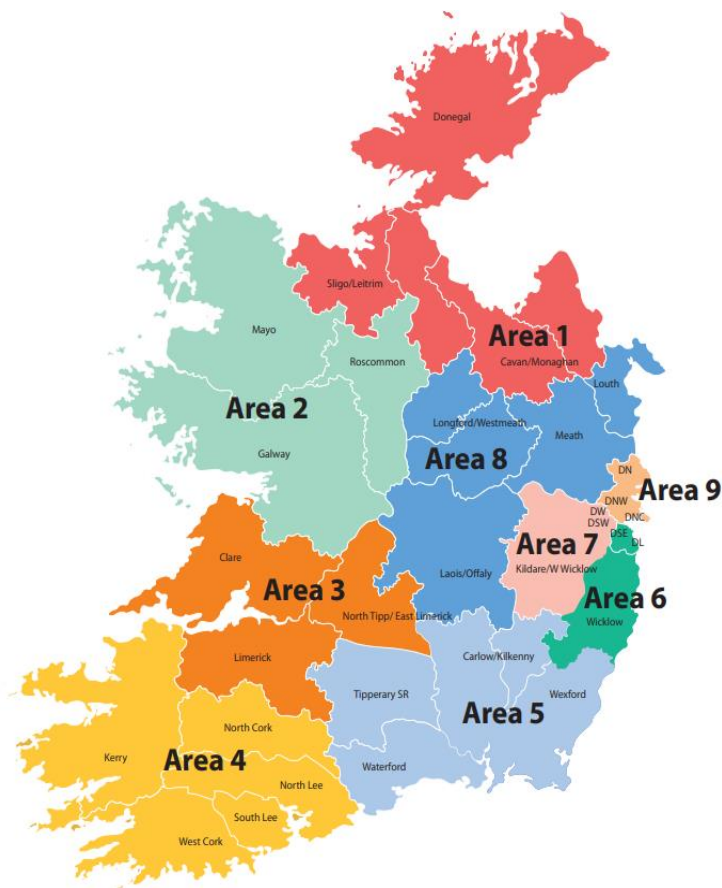 Donegal
Sligo/Leitrim
Area 1
Cavan/Monaghan
Mayo
Roscommon
Louth
Area 2
Longford/Westmeath
Meath
Galway
Area 8
DN
Area 9
DNW
DW
DNC
DSW
DSE
DL
Area 7
Clare
Kildare/W Wicklow
Laois/Offaly
Area 3
Area 6
North Tipp/ East Limerick
Wicklow
Limerick
Carlow/Kilkenny
Tipperary SR
Wexford
Area 5
North Cork
Kerry
Area 4
Waterford
North Lee
South Lee
West Cork